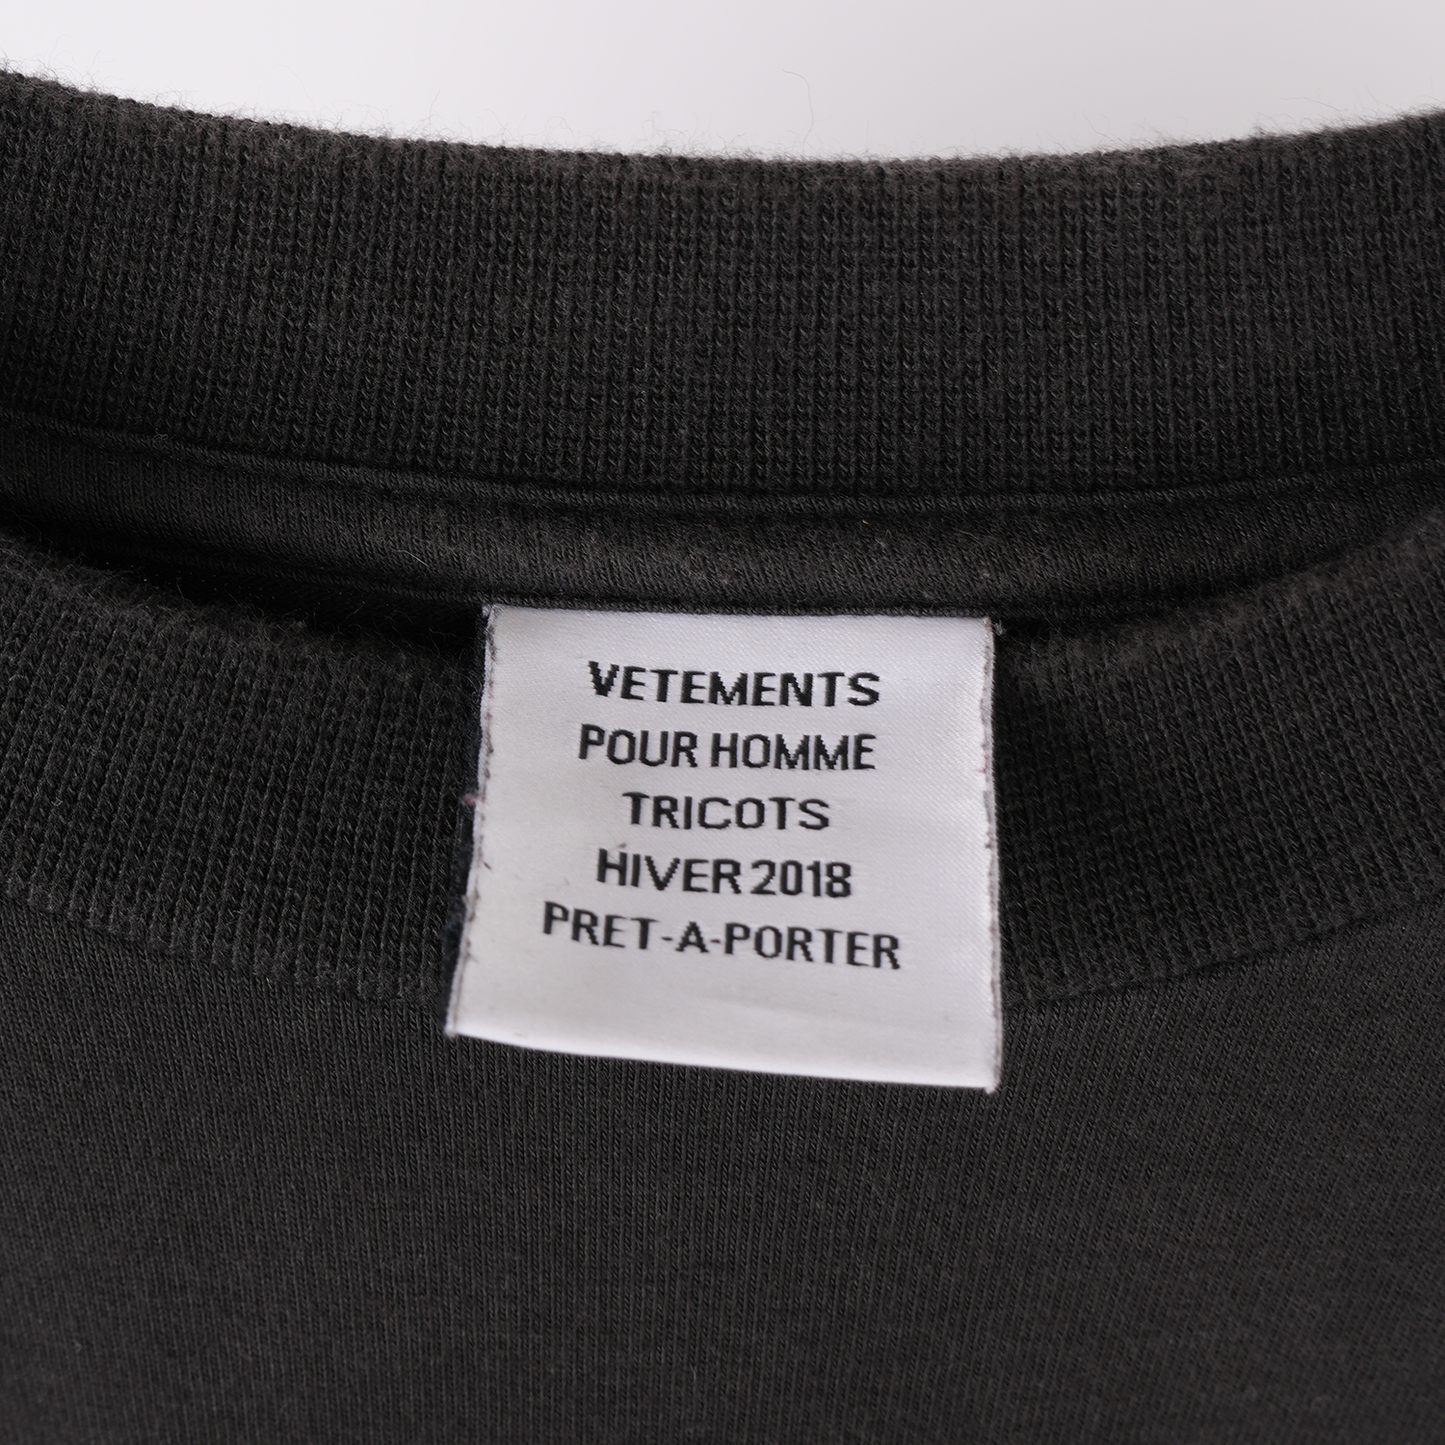 VETEMENTS
POUR HOMME
TRICOTS
HIVER 2018
PRET-A-PORTER